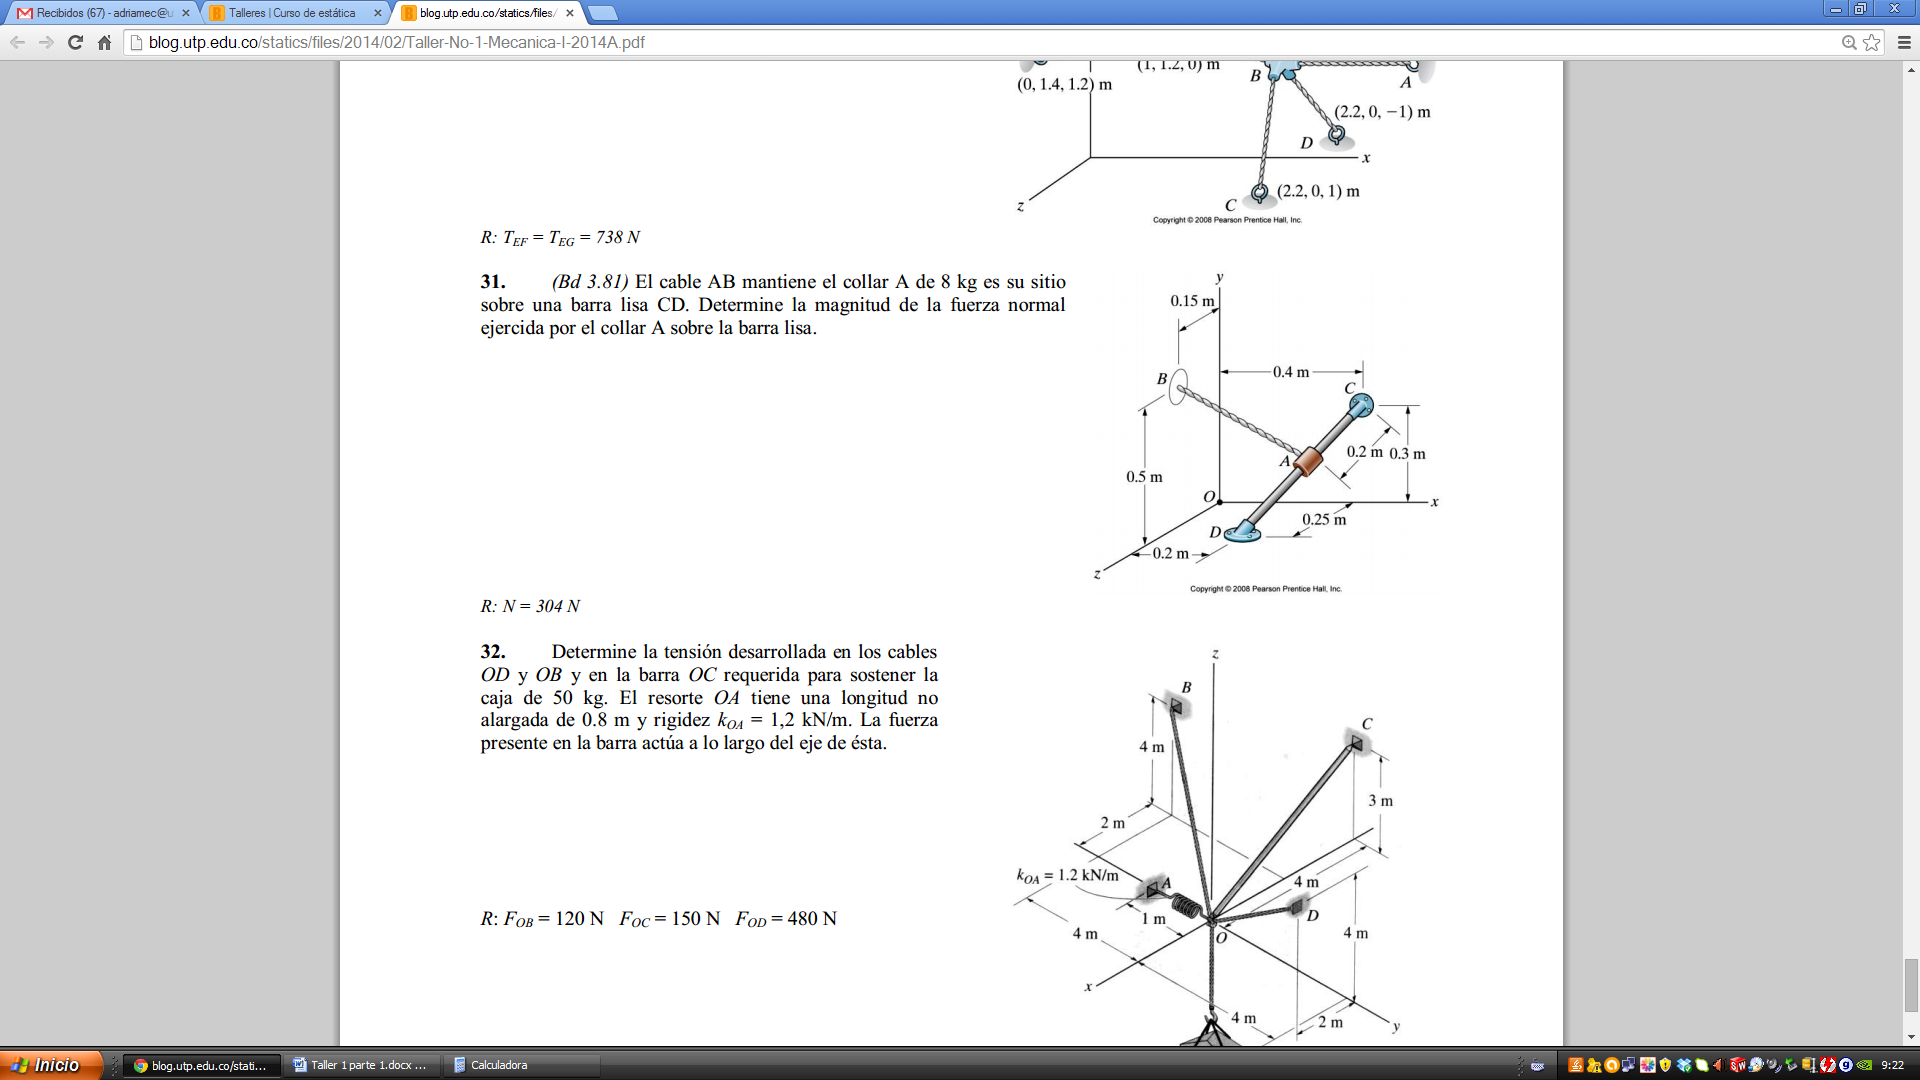 Recibidos (67) - adriamec@u
Talleres | Curso de estática
blog.utp.edu.co/statics/files/
blog.utp.edu.co/statics/files/2014/02/Taller-No-1-Mecanica-I-2014A.pdf
(1, 1.2, 0) m
B
A
(0, 1.4, 1.2) m
(2.2, 0, −1) m
D
x
(2.2, 0, 1) m
C
z
Copyright © 2008 Pearson Prentice Hall, Inc.
R: TEF = TEG = 738 N
31. (Bd 3.81) El cable AB mantiene el collar A de 8 kg es su sitio
sobre una barra lisa CD. Determine la magnitud de la fuerza normal
ejercida por el collar A sobre la barra lisa.
y
0.15 m
0.4 m
B
C
0.2 m 0.3 m
A
0.5 m
O
x
0.25 m
D
0.2 m
z
Copyright © 2008 Pearson Prentice Hall, Inc.
R: N = 304 N
32. Determine la tensión desarrollada en los cables
OD y OB y en la barra OC requerida para sostener la
caja de 50 kg. El resorte OA tiene una longitud no
alargada de 0.8 m y rigidez kOA = 1,2 kN/m. La fuerza
presente en la barra actúa a lo largo del eje de ésta.
z
B
C
4 m
3 m
2 m
kOA = 1.2 kN/m
A
4 m
1 m
D
O
4 m
4 m
x
4 m
2 m
y
R: FOB = 120 N FOC = 150 N FOD = 480 N
Inicio
blog.utp.edu.co/stati...
Taller 1 parte 1.docx ...
Calculadora
9:22